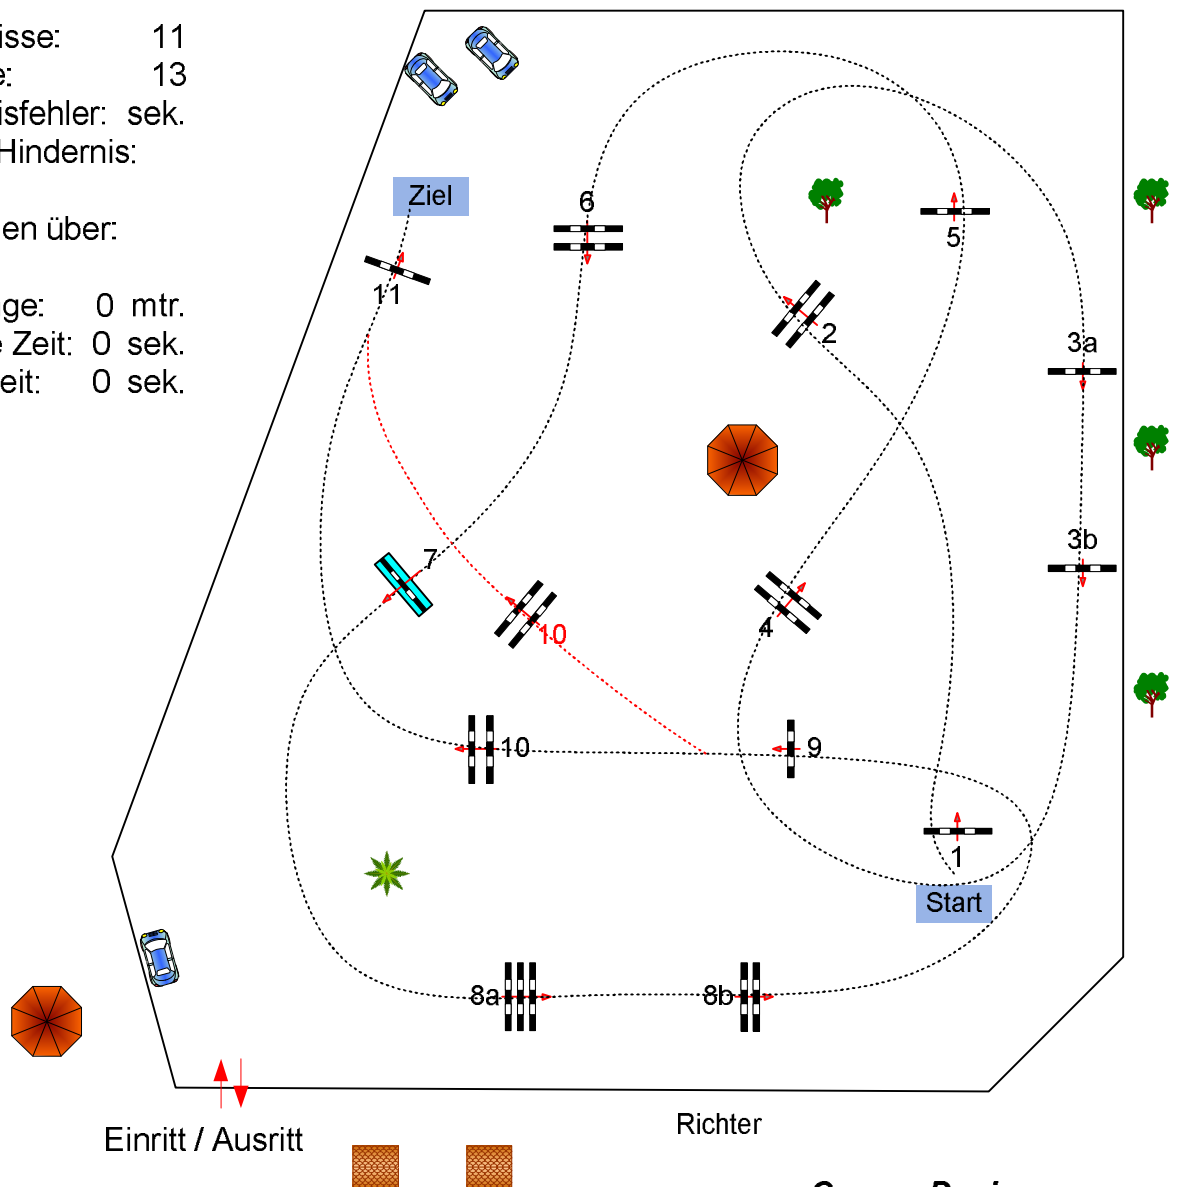 isse: 11
e: 13
isfehler: sek.
Hindernis:
en über:
nge: 0 mtr.
e Zeit: 0 sek.
eit: 0 sek.
Ziel
6
5
11
2
3a
3b
7
10
4
10
9
1
Start
8a
8b
Einritt / Ausritt
Richter